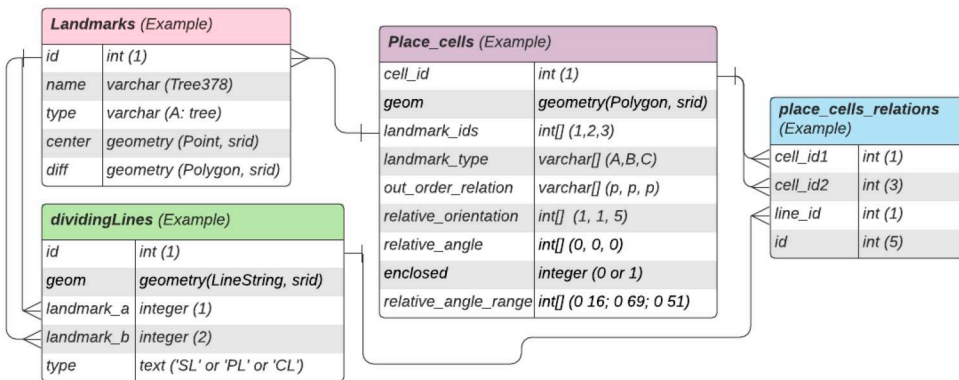 Landmarks (Example)
id int (1)
name varchar (Tree378)
type varchar (A: tree)
center geometry (Point, srid)
diff geometry (Polygon, srid)
dividingLines (Example)
id int (1)
geom geometry(LineString, srid)
landmark_a integer (1)
landmark_b integer (2)
type text ('SL' or 'PL' or 'CL')
Place_cells (Example)
cell_id int (1)
geom geometry(Polygon, srid)
landmark_ids int[] (1,2,3)
landmark_type varchar[] (A,B,C)
out_order_relation varchar[] (p, p, p)
relative_orientation int[] (1, 1, 5)
relative_angle int[] (0, 0, 0)
enclosed integer (0 or 1)
relative_angle_range int[] (0 16; 0 69; 0 51)
place_cells_relations
(Example)
cell_id1 int (1)
cell_id2 int (3)
line_id int (1)
id int (5)